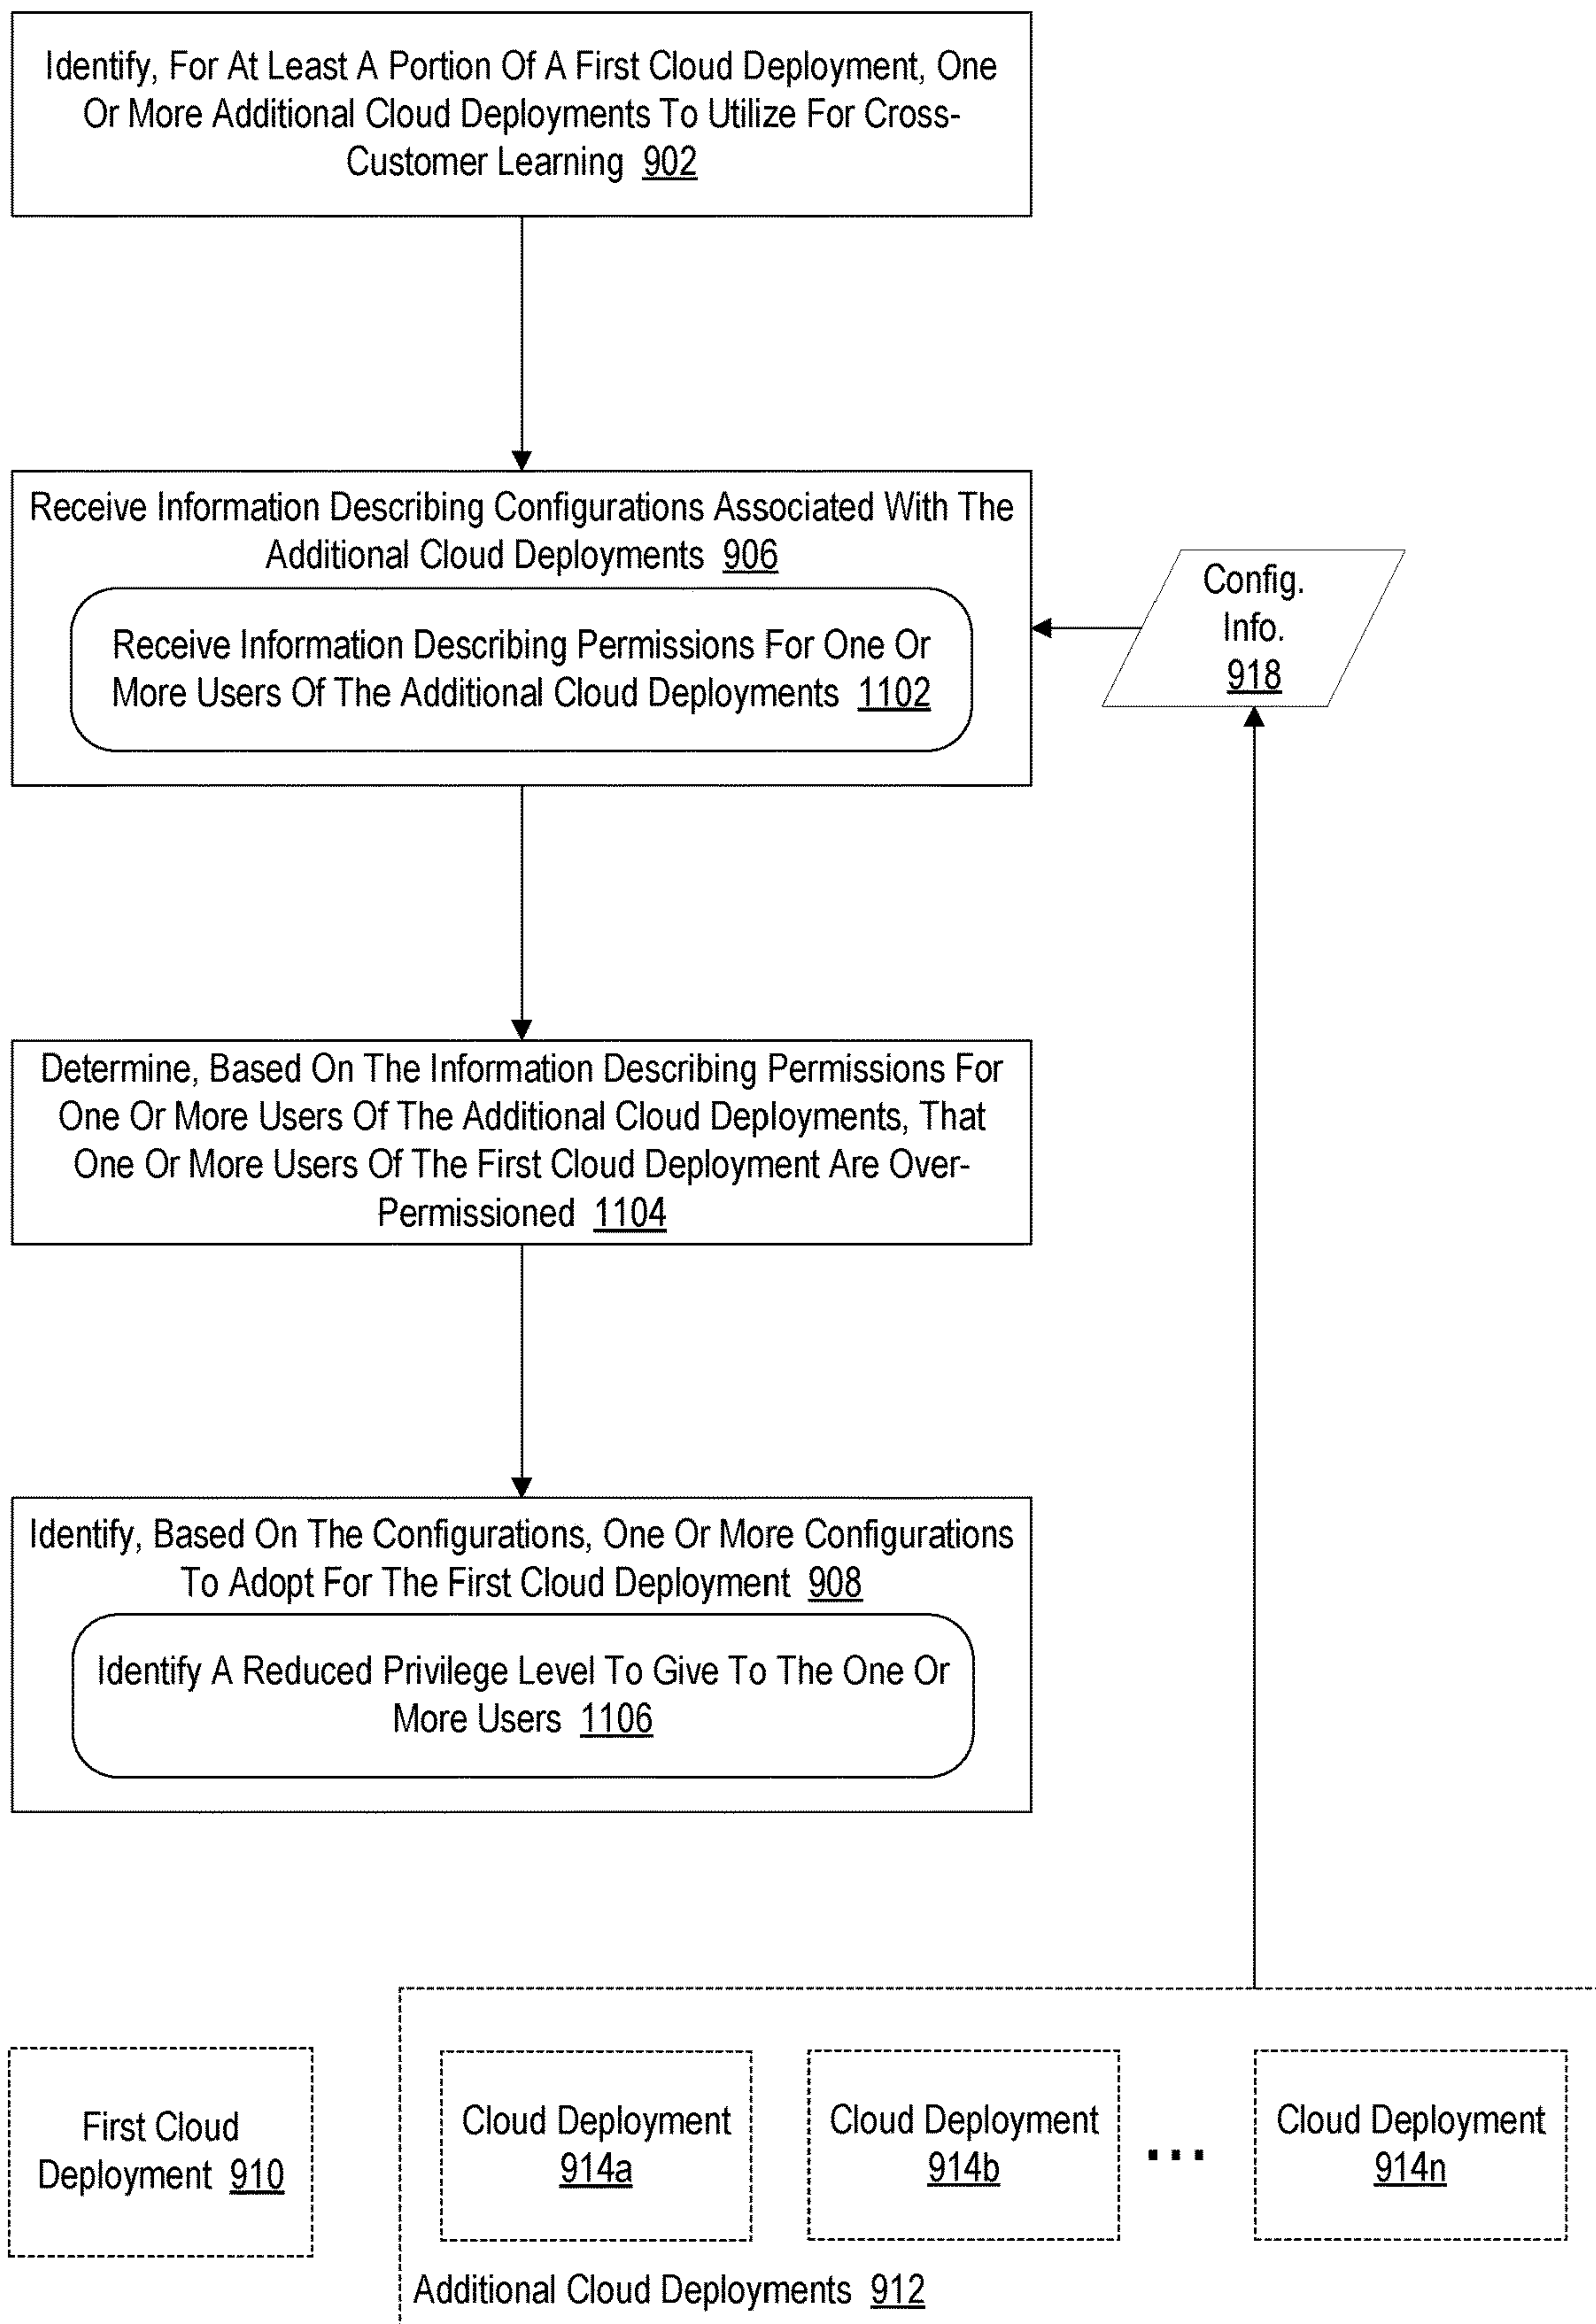 Identify, For At Least A Portion Of A First Cloud Deployment, One
Or More Additional Cloud Deployments To Utilize For Cross-
Customer Learning 902
Receive Information Describing Configurations Associated With The
Additional Cloud Deployments 906
Receive Information Describing Permissions For One Or
More Users Of The Additional Cloud Deployments 1102
Config.
Info.
918
Determine, Based On The Information Describing Permissions For
One Or More Users Of The Additional Cloud Deployments, That
One Or More Users Of The First Cloud Deployment Are Over-
Permissioned 1104
Identify, Based On The Configurations, One Or More Configurations
To Adopt For The First Cloud Deployment 908
Identify A Reduced Privilege Level To Give To The One Or
More Users 1106
First Cloud
Deployment 910
Cloud Deployment
914a
Cloud Deployment
914b
...
Cloud Deployment
914n
Additional Cloud Deployments 912